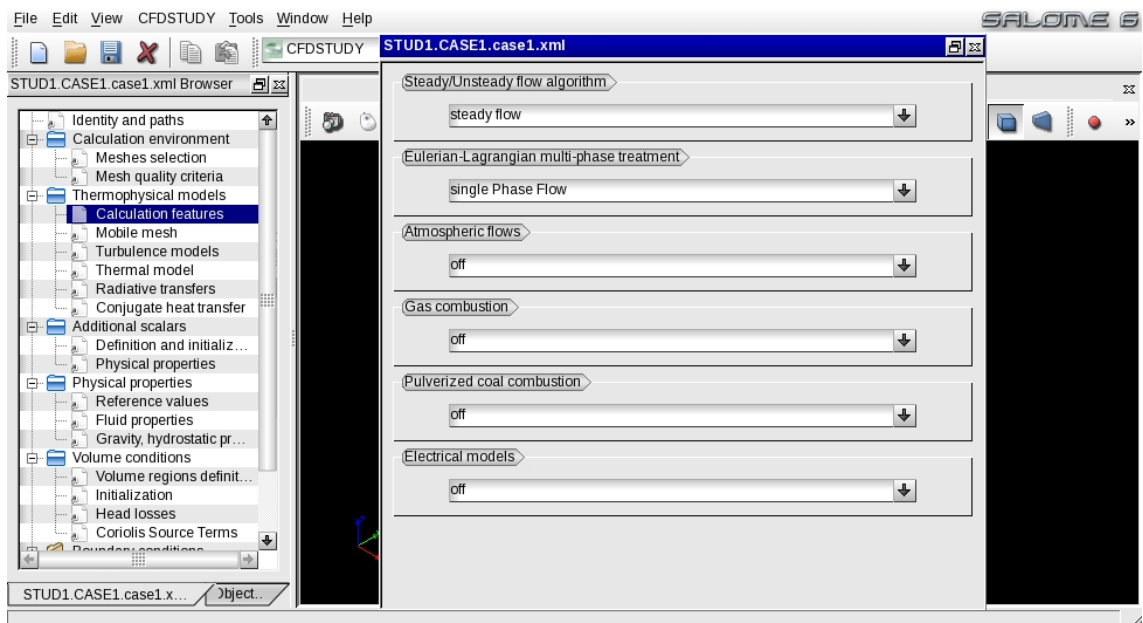 File Edit View CFDSTUDY Tools Window Help
SALOME 6
CFDSTUDY
STUD1.CASE1.case1.xml Browser
Identity and paths
Calculation environment
Meshes selection
Mesh quality criteria
Thermophysical models
Calculation features
Mobile mesh
Turbulence models
Thermal model
Radiative transfers
Conjugate heat transfer
Additional scalars
Definition and initializ...
Physical properties
Physical properties
Reference values
Fluid properties
Gravity, hydrostatic pr...
Volume conditions
Volume regions definit...
Initialization
Head losses
Coriolis Source Terms
Boundary conditions
STUD1.CASE1.case1.x...
Object..
STUD1.CASE1.case1.xml
Steady/Unsteady flow algorithm
steady flow
Eulerian-Lagrangian multi-phase treatment
single Phase Flow
Atmospheric flows
off
Gas combustion
off
Pulverized coal combustion
off
Electrical models
off
»